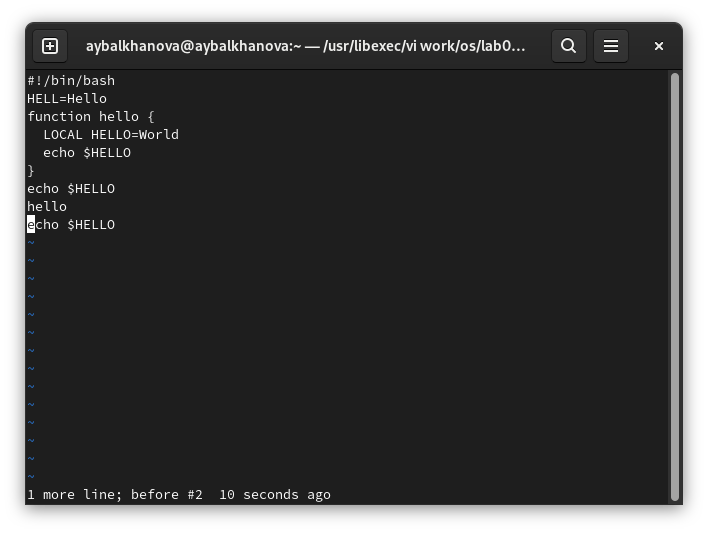 aybalkhanova@aybalkhanova:~ — /usr/libexec/vi work/os/lab0…
#!/bin/bash
HELL=Hello
function hello {
  LOCAL HELLO=World
  echo $HELLO
}
echo $HELLO
hello
echo $HELLO
~
~
~
~
~
~
~
~
~
~
~
~
~
~
1 more line; before #2  10 seconds ago